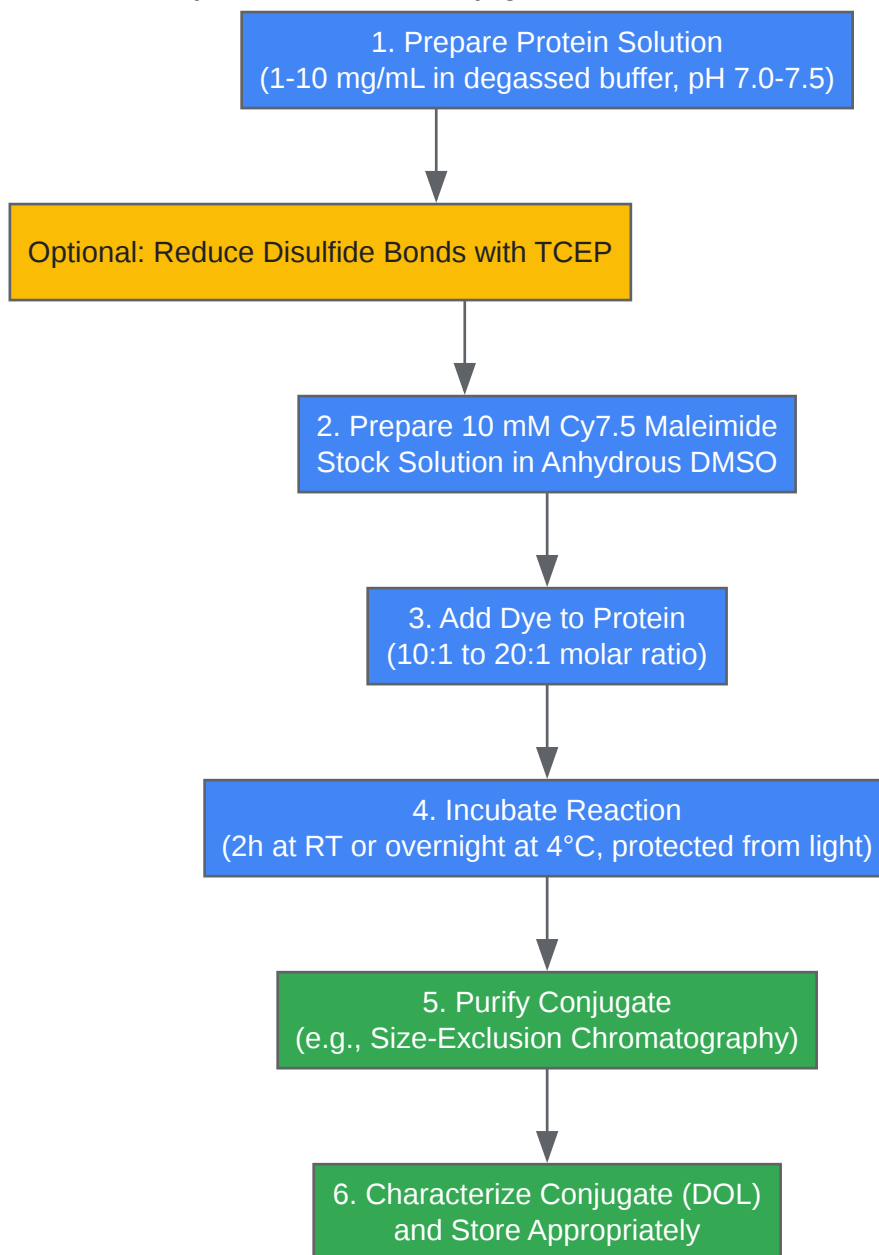 1. Prepare Protein Solution
(1-10 mg/mL in degassed buffer, pH 7.0-7.5)
Optional: Reduce Disulfide Bonds with TCEP
2. Prepare 10 mM Cy7.5 Maleimide
Stock Solution in Anhydrous DMSO
3. Add Dye to Protein
(10:1 to 20:1 molar ratio)
4. Incubate Reaction
(2h at RT or overnight at 4°C, protected from light)
5. Purify Conjugate
(e.g., Size-Exclusion Chromatography)
6. Characterize Conjugate (DOL)
and Store Appropriately